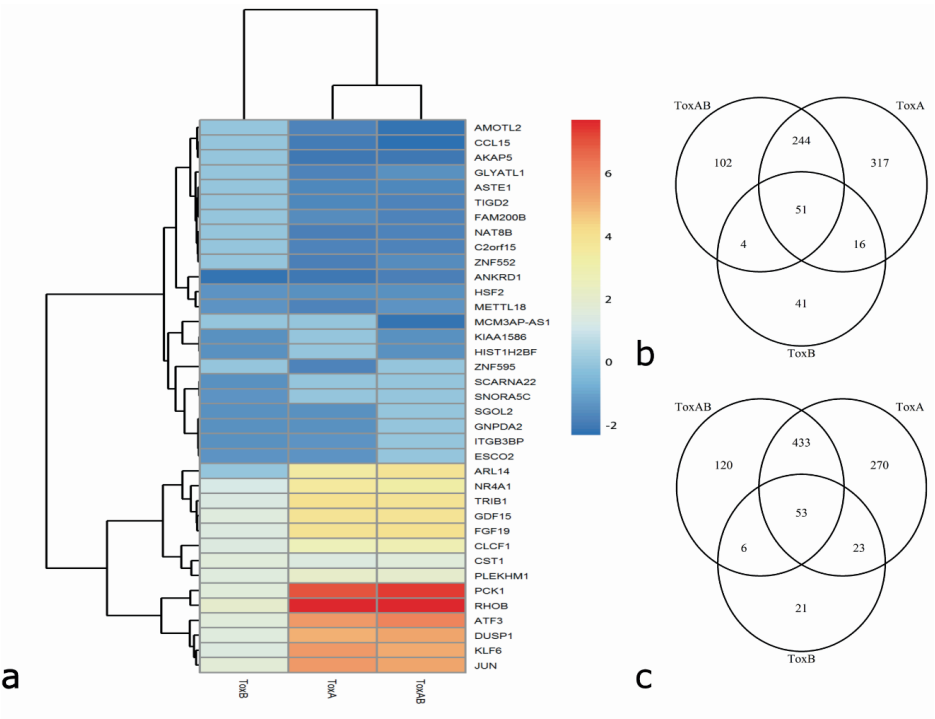 AMOTL2
CCL15
AKAP5
GLYATL1
ASTE1
TIGD2
FAM200B
NAT8B
C2orf15
ZNF552
ANKRD1
HSF2
METTL18
MCM3AP-AS1
KIAA1586
HIST1H2BF
ZNF595
SCARNA22
SNORA5C
SGOL2
GNPDA2
ITGB3BP
ESCO2
ARL14
NR4A1
TRIB1
GDF15
FGF19
CLCF1
CST1
PLEKHM1
PCK1
RHOB
ATF3
DUSP1
KLF6
JUN
ToxB
ToxA
ToxAB
6
4
2
0
-2
a
ToxAB
ToxA
244
102
317
51
4
16
41
ToxB
b
ToxAB
ToxA
433
120
270
53
6
23
21
ToxB
c